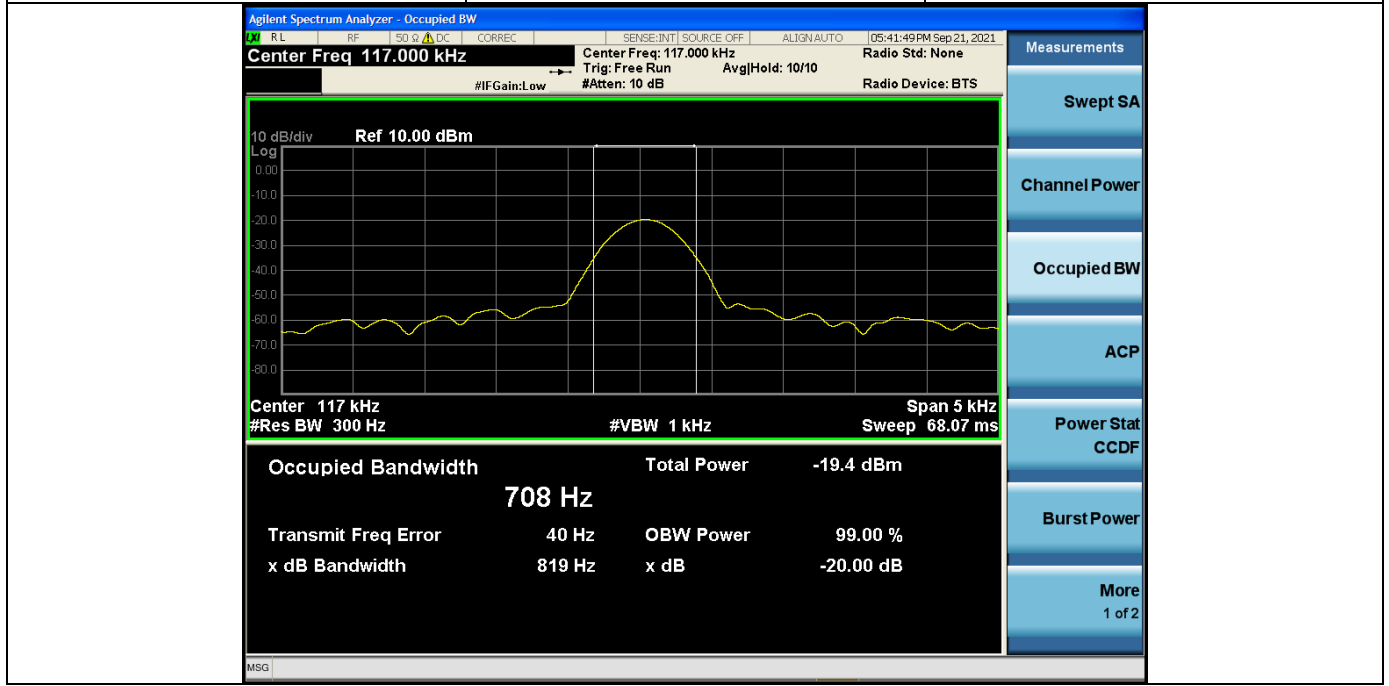 Agilent Spectrum Analyzer - Occupied BW
LXI RL RF 50 Ω DC CORREC SENSE:INT SOURCE OFF ALIGN AUTO 05:41:49 PM Sep 21, 2021
Center Freq 117.000 kHz
Center Freq: 117.000 kHz Radio Std: None
Trig: Free Run Avg|Hold: 10/10
#IFGain:Low #Atten: 10 dB Radio Device: BTS
10 dB/div Ref 10.00 dBm
Log
0.00
-10.0
-20.0
-30.0
-40.0
-50.0
-60.0
-70.0
-80.0
Center 117 kHz Span 5 kHz
#Res BW 300 Hz #VBW 1 kHz Sweep 68.07 ms
Occupied Bandwidth Total Power -19.4 dBm
708 Hz
Transmit Freq Error 40 Hz OBW Power 99.00 %
x dB Bandwidth 819 Hz x dB -20.00 dB
MSG
Measurements
Swept SA
Channel Power
Occupied BW
ACP
Power Stat
CCDF
Burst Power
More
1 of 2